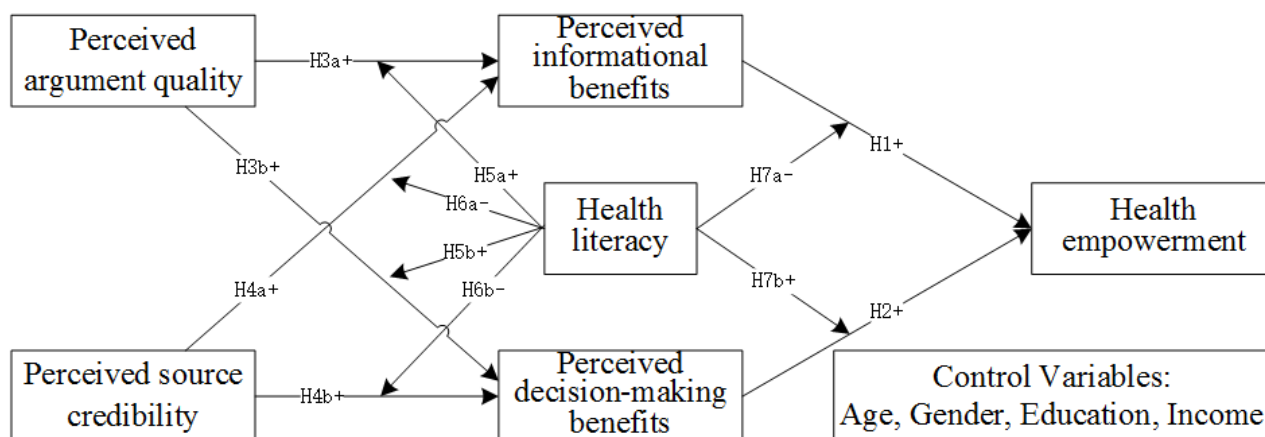 Perceived
argument quality
H3a+
Perceived
informational
benefits
H3b+
H5a+
H7a-
H1+
H6a-
Health
literacy
Health
empowerment
H5b+
H4a+
H6b-
H7b+
H2+
Perceived source
credibility
H4b+
Perceived
decision-making
benefits
Control Variables:
Age, Gender, Education, Income